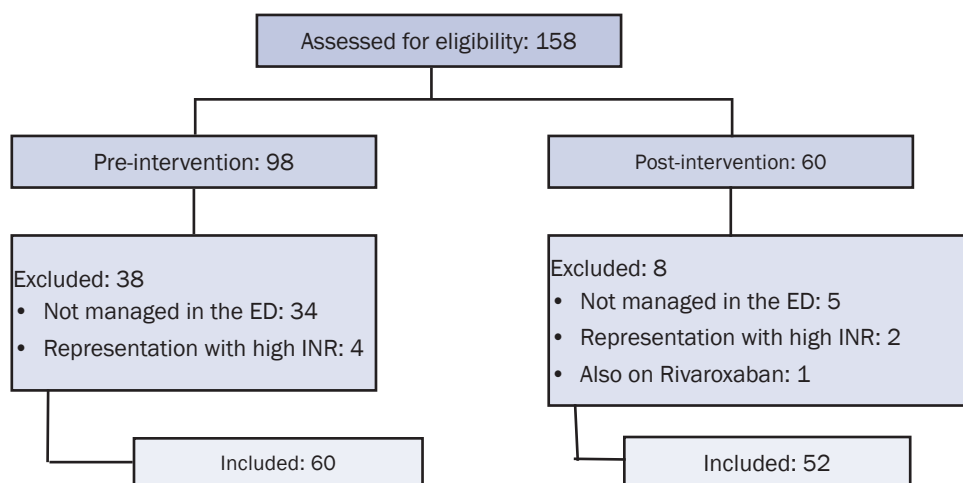 Assessed for eligibility: 158
Pre-intervention: 98
Post-intervention: 60
Excluded: 38
• Not managed in the ED: 34
• Representation with high INR: 4
Excluded: 8
• Not managed in the ED: 5
• Representation with high INR: 2
• Also on Rivaroxaban: 1
Included: 60
Included: 52